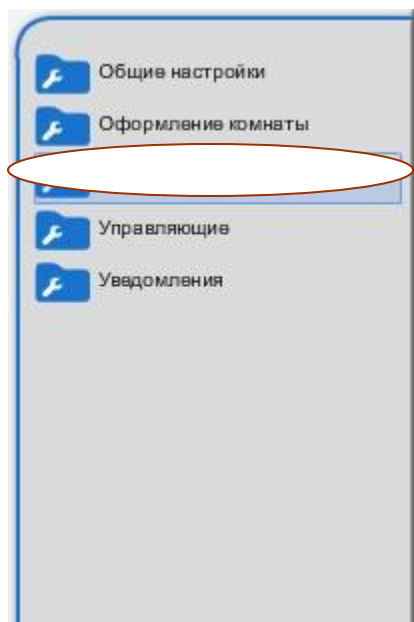 Общие настройки
Оформление комнаты
Управляющие
Уведомления